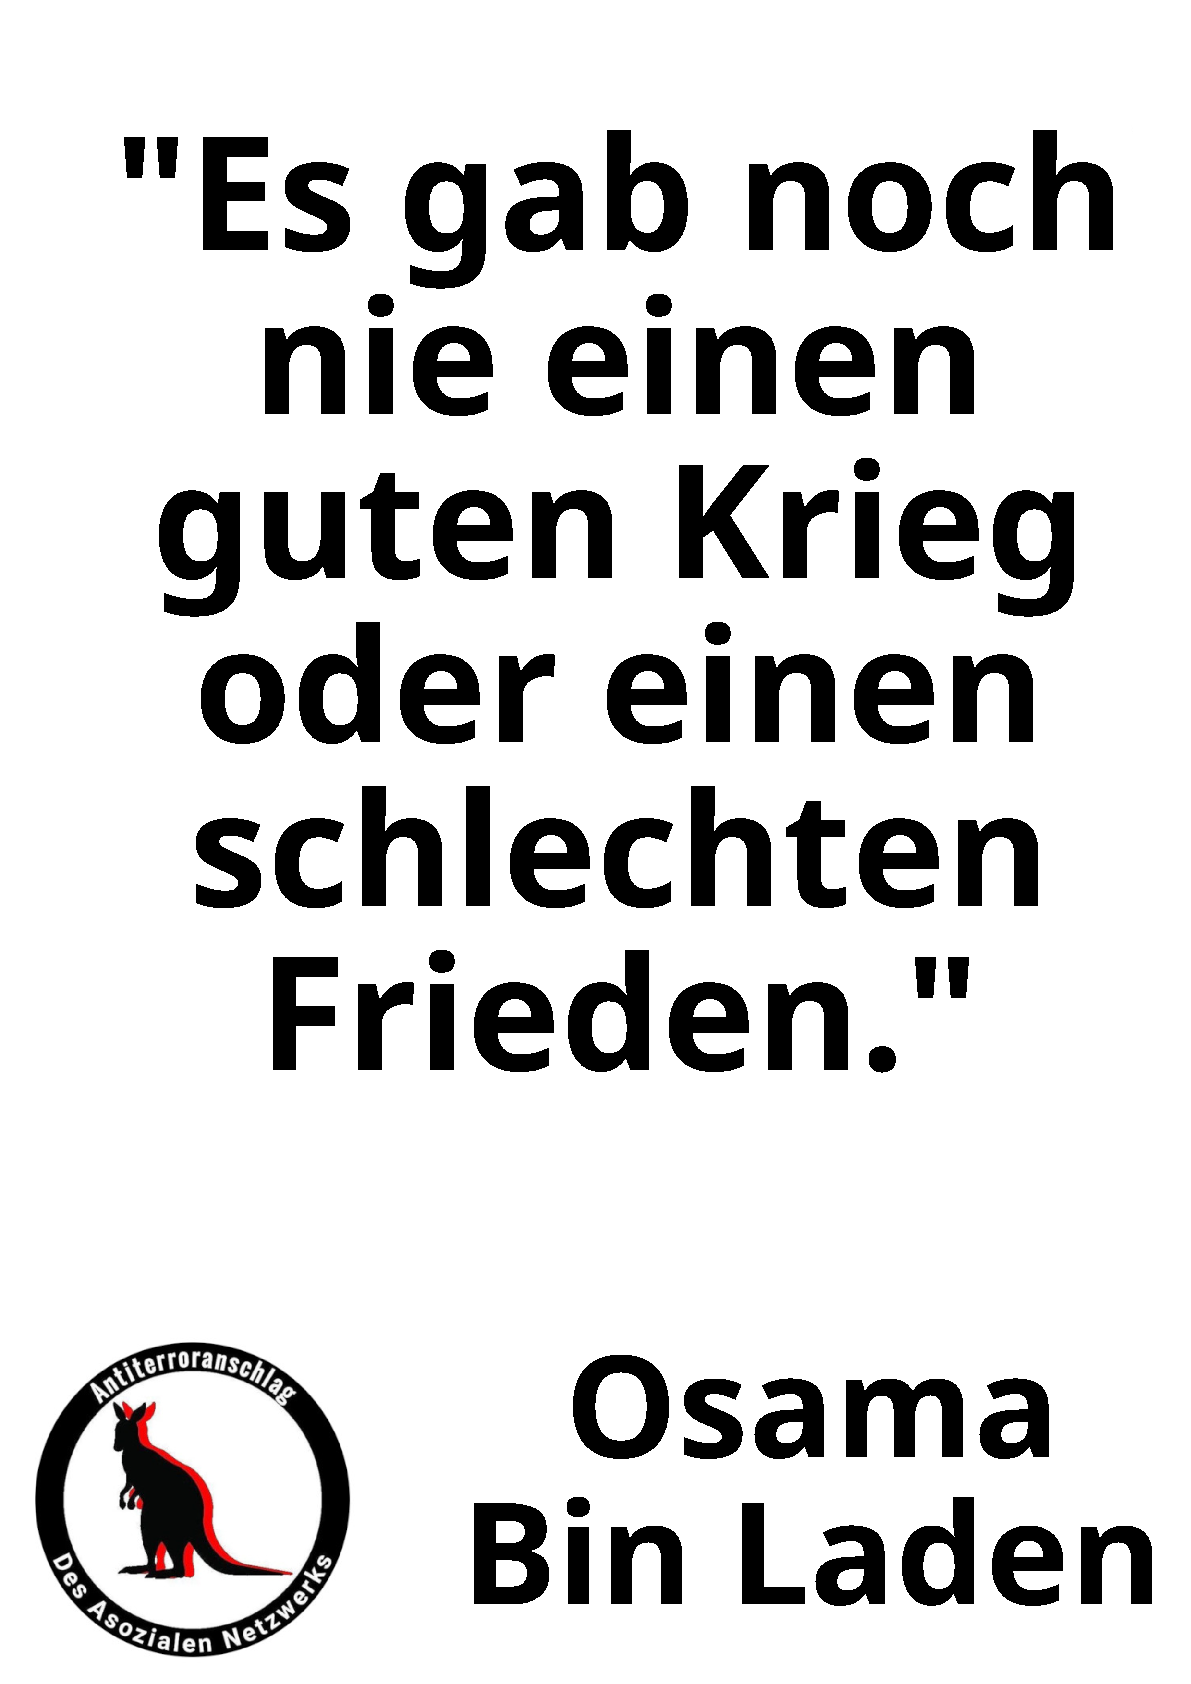 "Es gab noch
nie einen
guten Krieg
oder einen
schlechten
Frieden."
Antiterroranschlag
Des Asozialen Netzwerks
Osama
Bin Laden